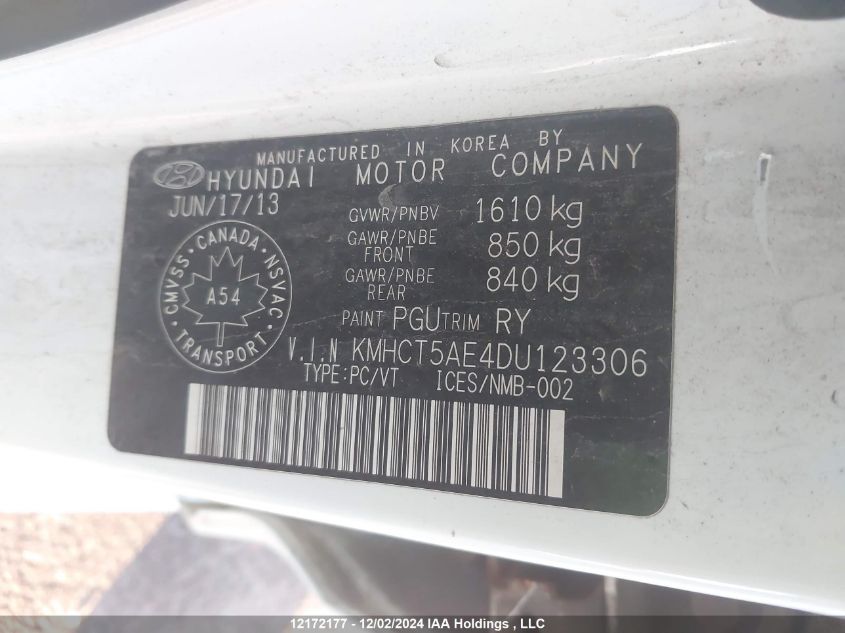 MANUFACTURED IN KOREA BY
HYUNDAI MOTOR COMPANY
JUN/17/13
GVWR/PNBV 1610 kg
GAWR/PNBE FRONT 850 kg
GAWR/PNBE REAR 840 kg
CANADA
CMVSS · NSVAC
A54
TRANSPORT
PAINT PGU TRIM RY
V.I.N KMHCT5AE4DU123306
TYPE:PC/VT ICES/NMB-002
12172177 - 12/02/2024 IAA Holdings , LLC